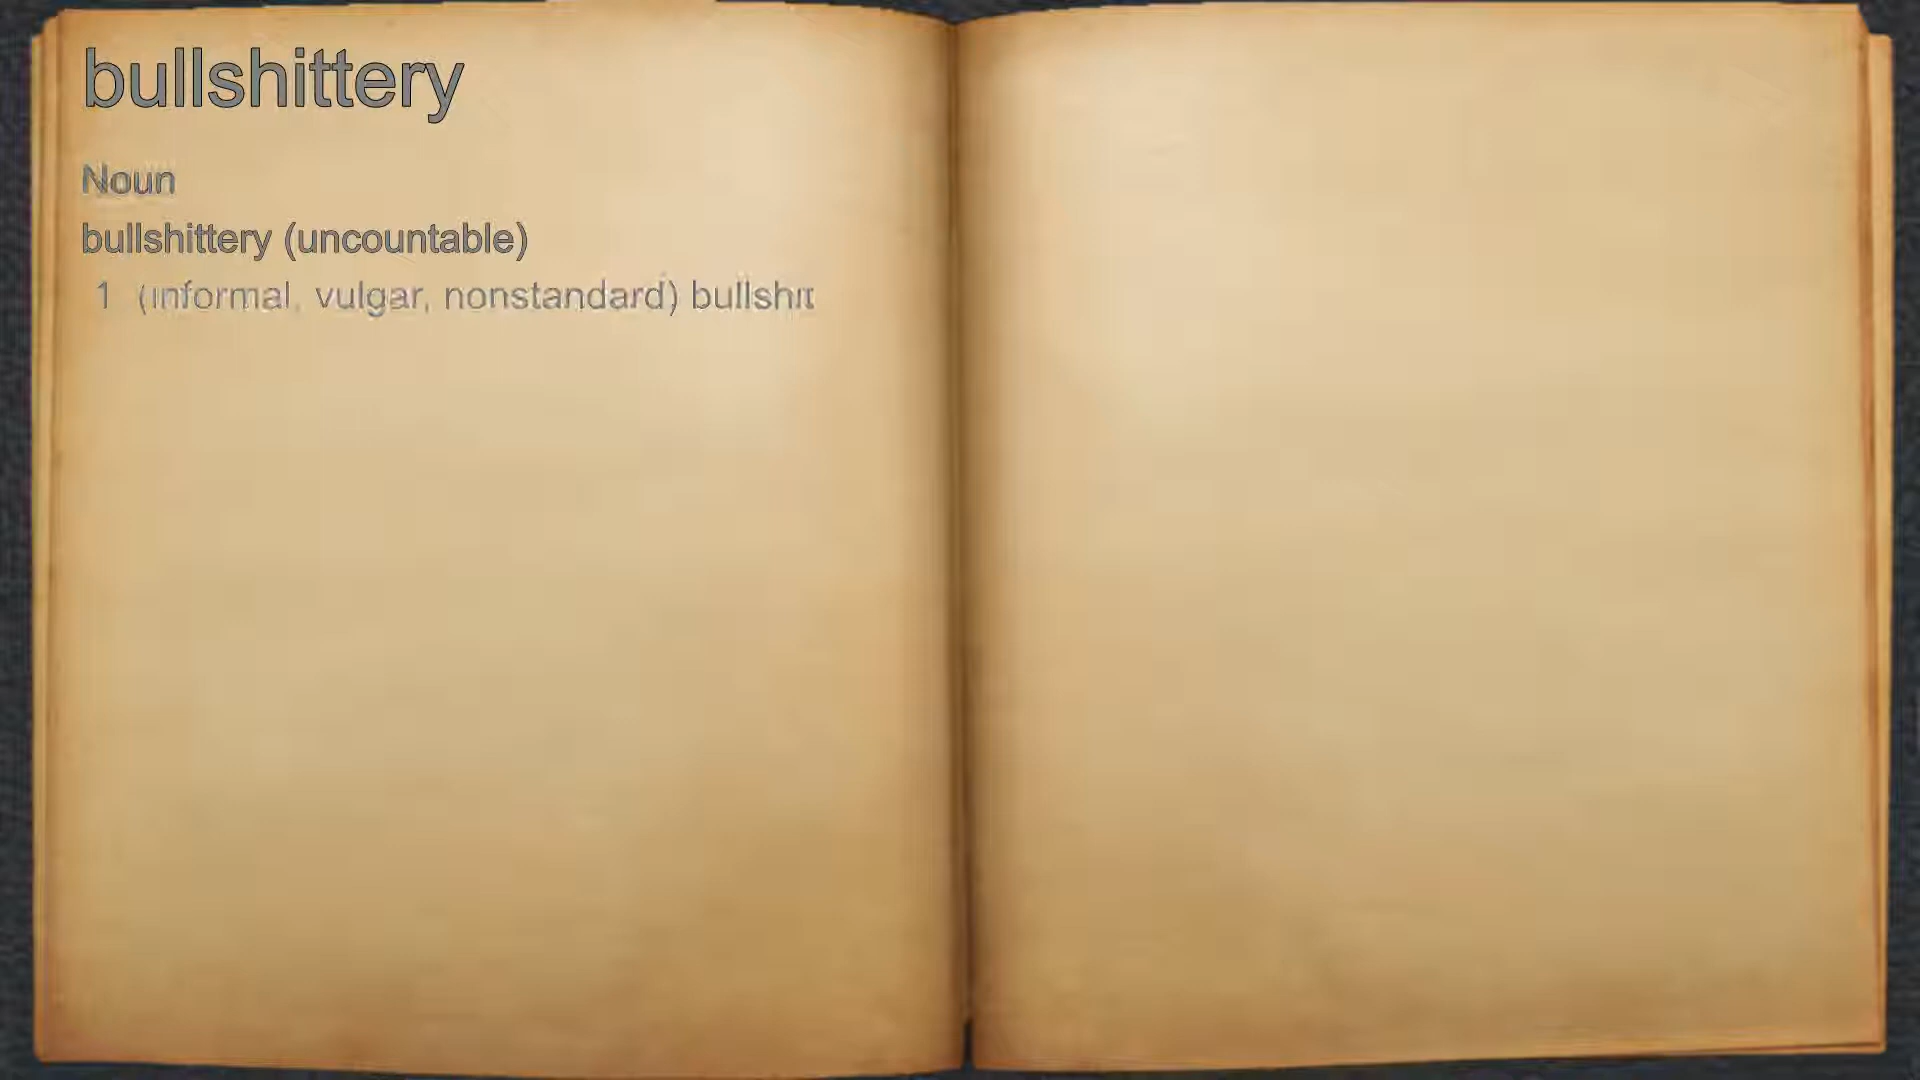 bullshittery
Noun
bullshittery (uncountable)
1 (informal, vulgar, nonstandard) bullshit